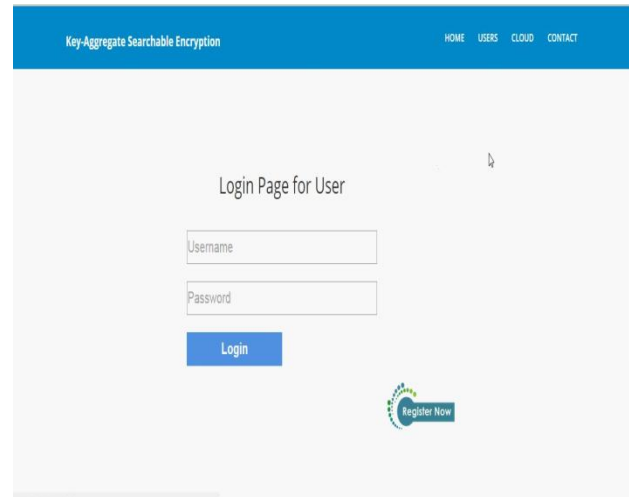 Key-Aggregate Searchable Encryption HOME USERS CLOUD CONTACT
Login Page for User
Username
Password
Login
Register Now